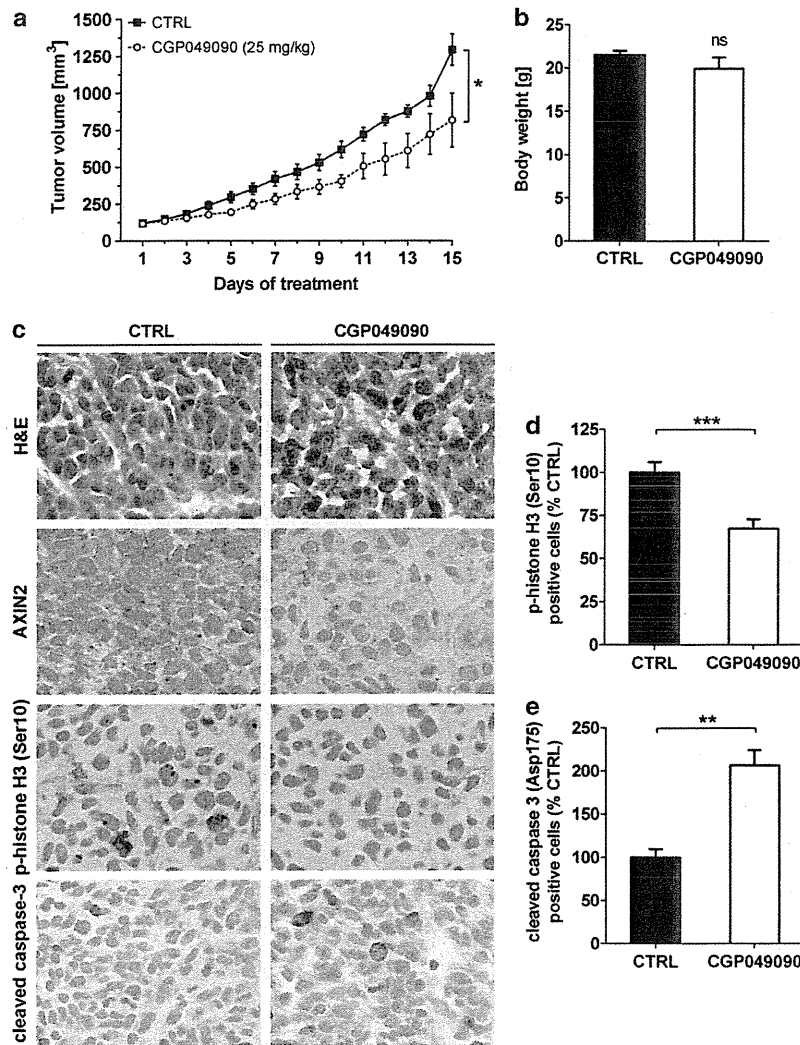 a
CTRL
CGP049090 (25 mg/kg)
Tumor volume [mm³]
1500
1250
1000
750
500
250
0
*
1 3 5 7 9 11 13 15
Days of treatment
b
Body weight [g]
25
20
15
10
5
0
ns
CTRL CGP049090
c
CTRL CGP049090
H&E
AXIN2
p-histone H3 (Ser10)
cleaved caspase-3
d
p-histone H3 (Ser10)
positive cells (% CTRL)
125
100
75
50
25
0
***
CTRL CGP049090
e
cleaved caspase 3 (Asp175)
positive cells (% CTRL)
250
200
150
100
50
0
**
CTRL CGP049090